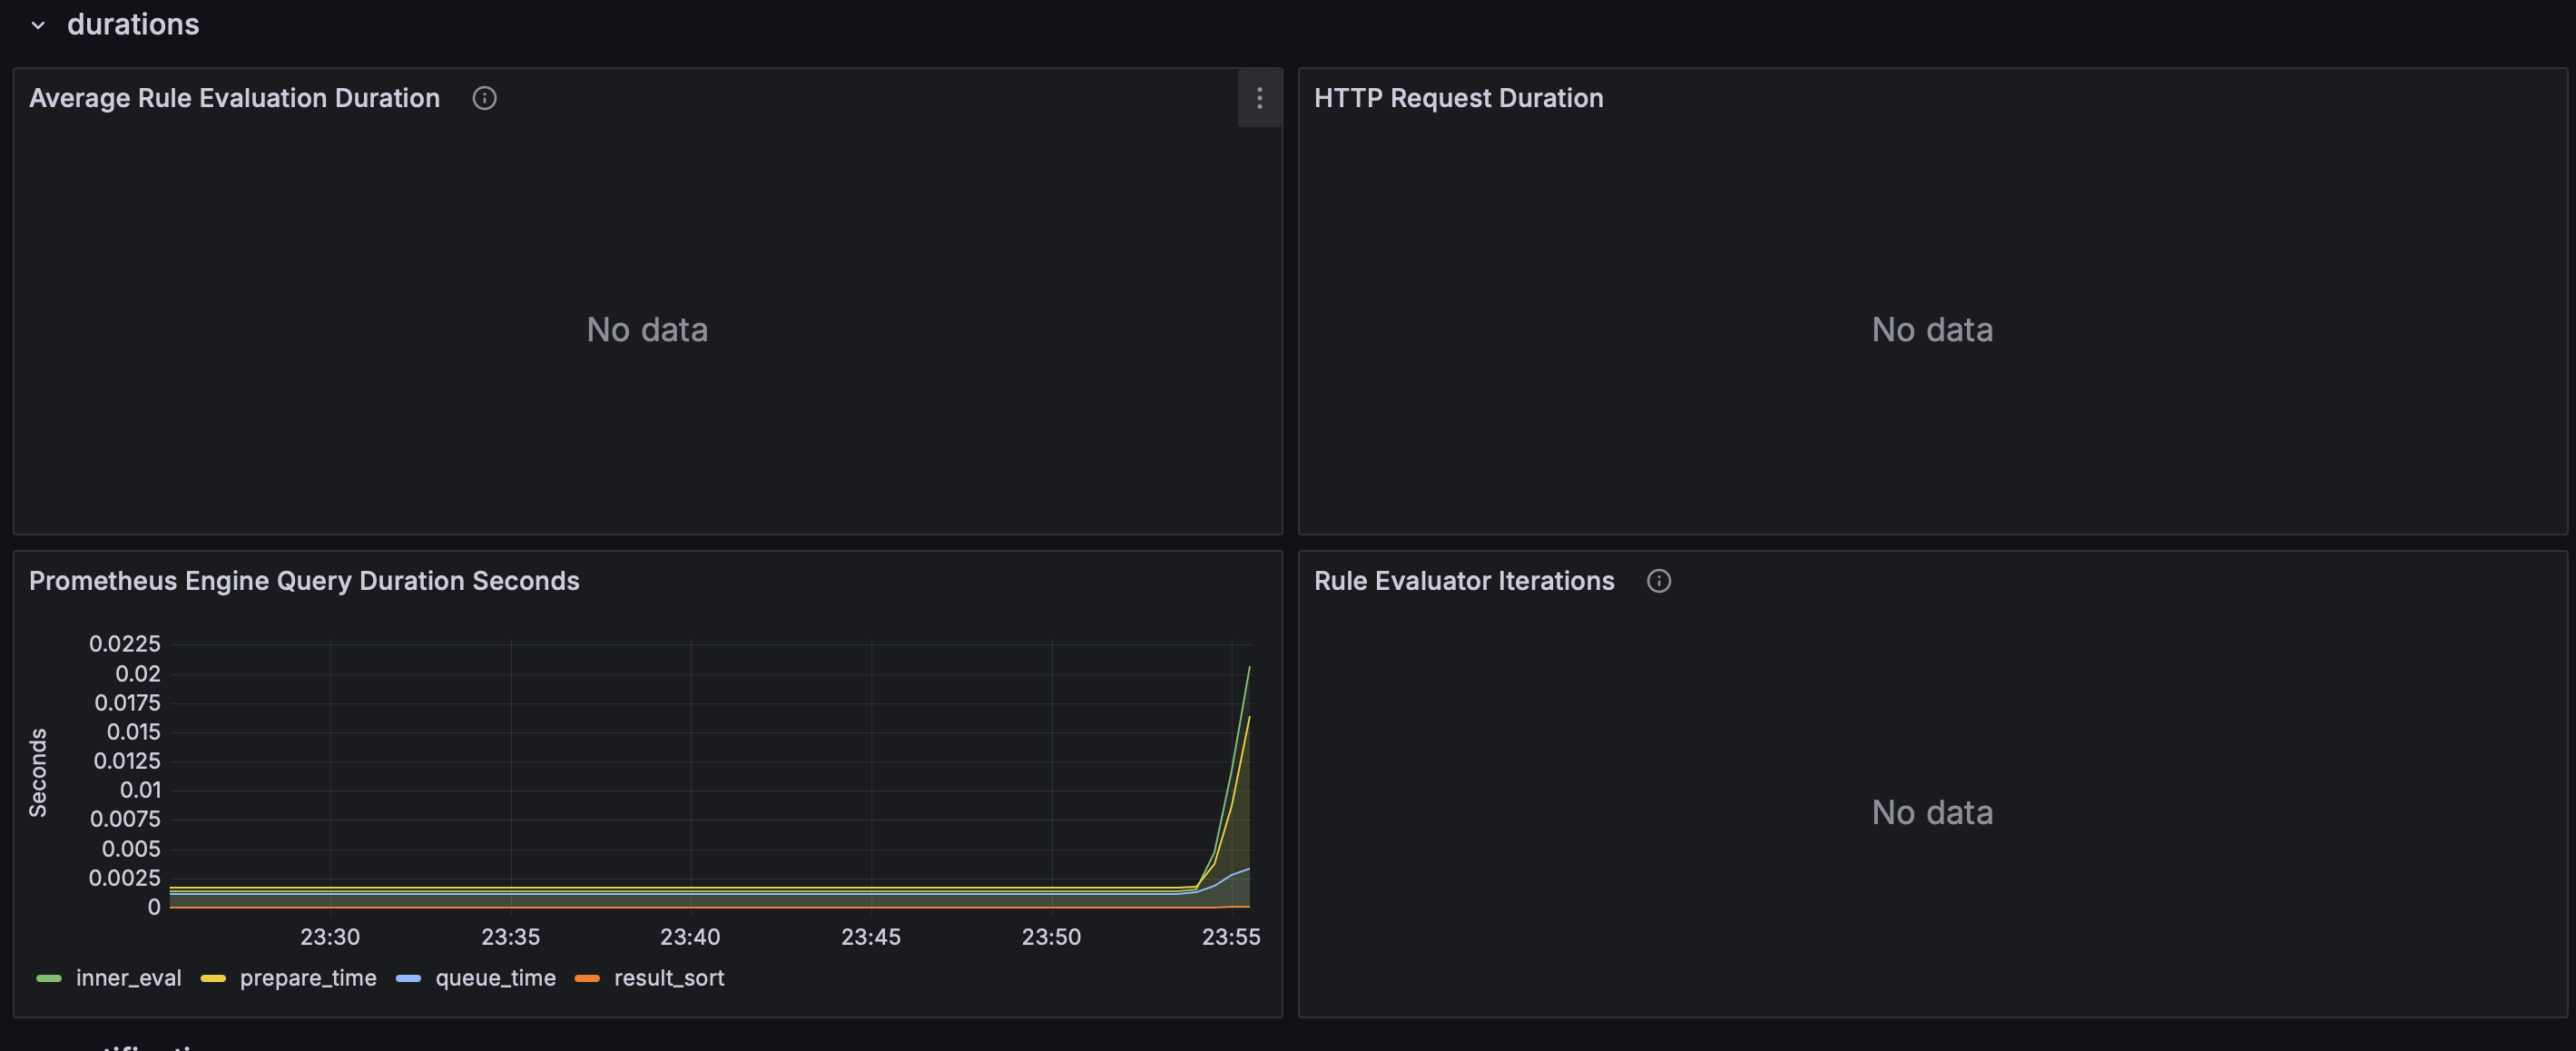 durations
Average Rule Evaluation Duration
No data
HTTP Request Duration
No data
Prometheus Engine Query Duration Seconds
Seconds
0.0225
0.02
0.0175
0.015
0.0125
0.01
0.0075
0.005
0.0025
0
23:30 23:35 23:40 23:45 23:50 23:55
inner_eval prepare_time queue_time result_sort
Rule Evaluator Iterations
No data